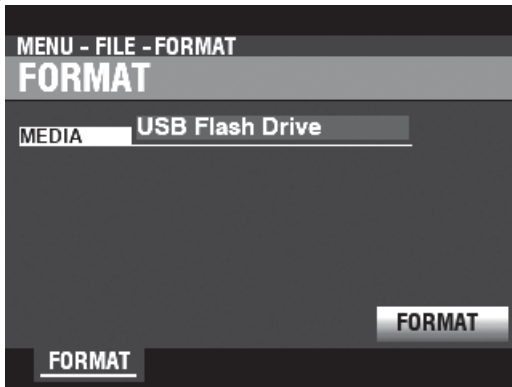 MENU - FILE -FORMAT
FORMAT
MEDIA USB Flash Drive
FORMAT
FORMAT